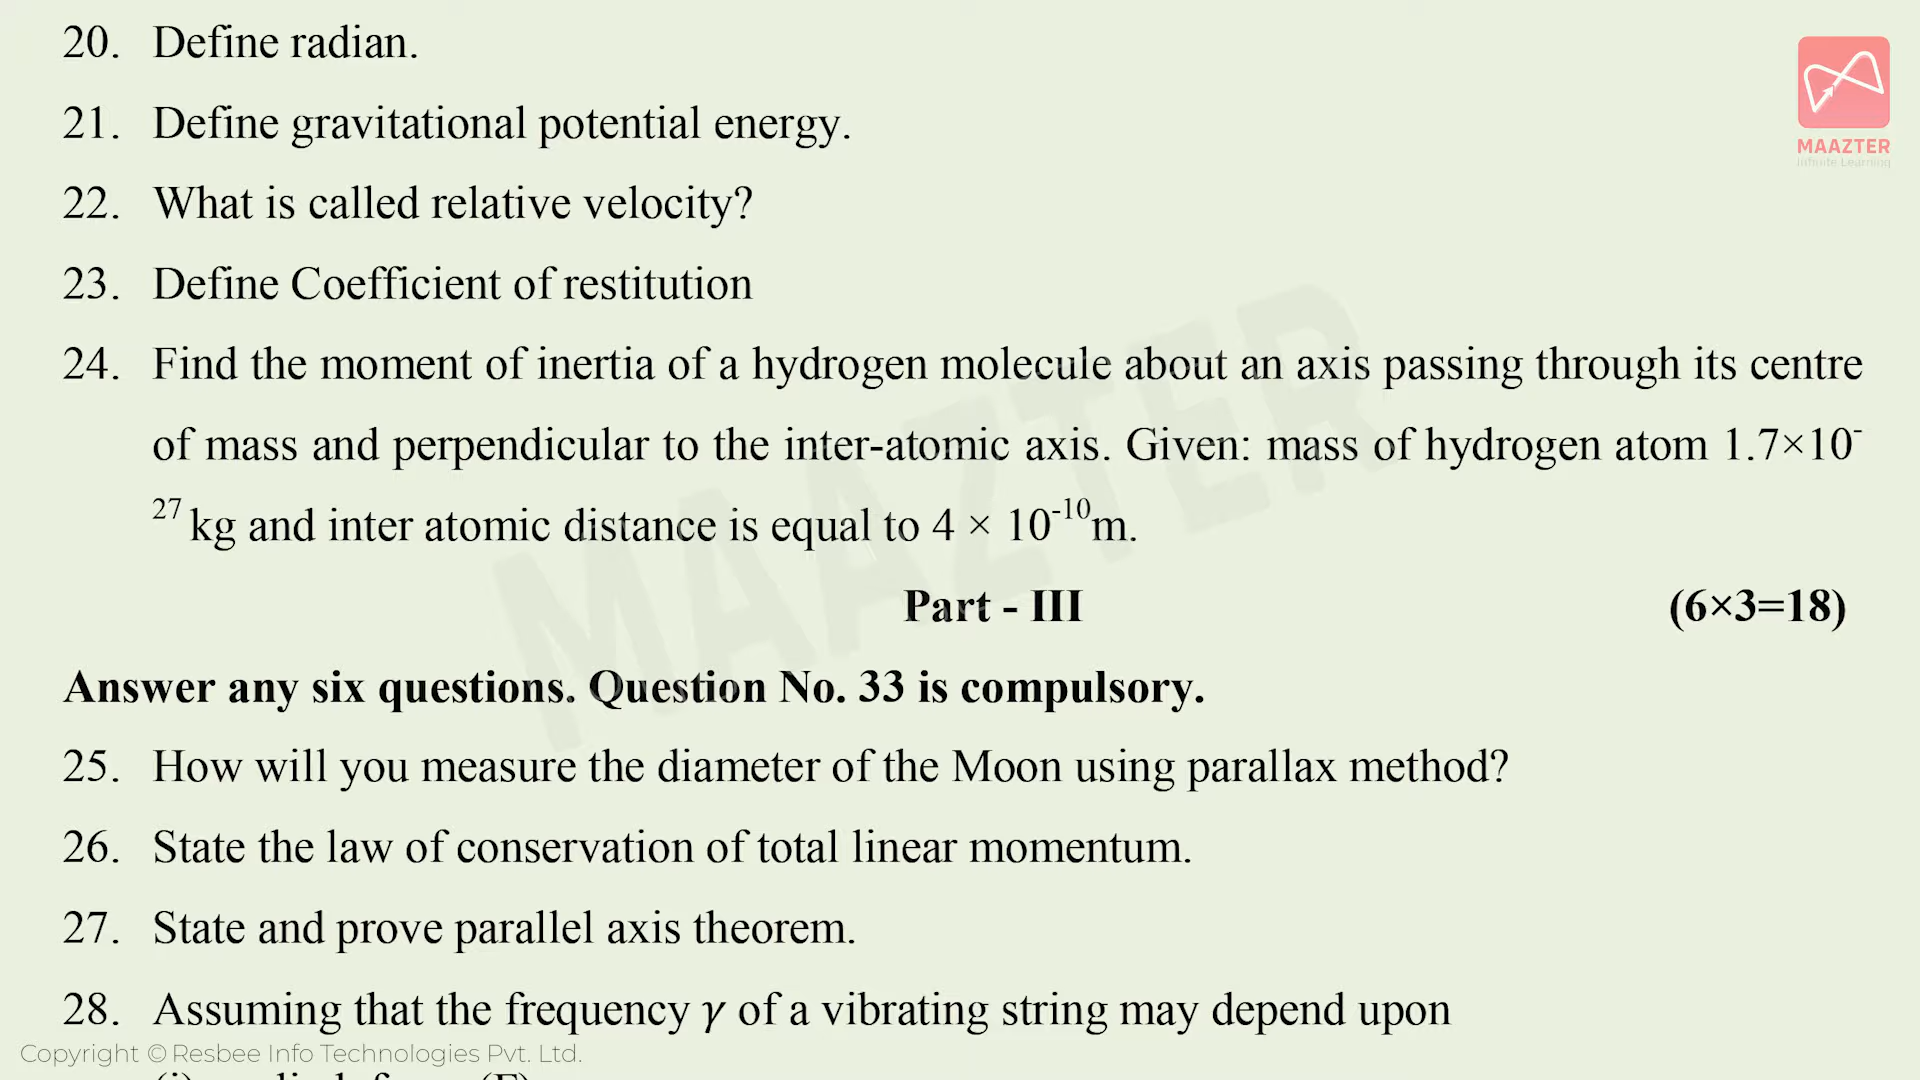 20. Define radian.
21. Define gravitational potential energy.
22. What is called relative velocity?
23. Define Coefficient of restitution
24. Find the moment of inertia of a hydrogen molecule about an axis passing through its centre
of mass and perpendicular to the inter-atomic axis. Given: mass of hydrogen atom 1.7×10⁻
²⁷ kg and inter atomic distance is equal to 4 × 10⁻¹⁰m.
Part - III (6×3=18)
Answer any six questions. Question No. 33 is compulsory.
25. How will you measure the diameter of the Moon using parallax method?
26. State the law of conservation of total linear momentum.
27. State and prove parallel axis theorem.
28. Assuming that the frequency γ of a vibrating string may depend upon
MAAZTER
Infinite Learning
MAAZTER
Copyright © Resbee Info Technologies Pvt. Ltd.